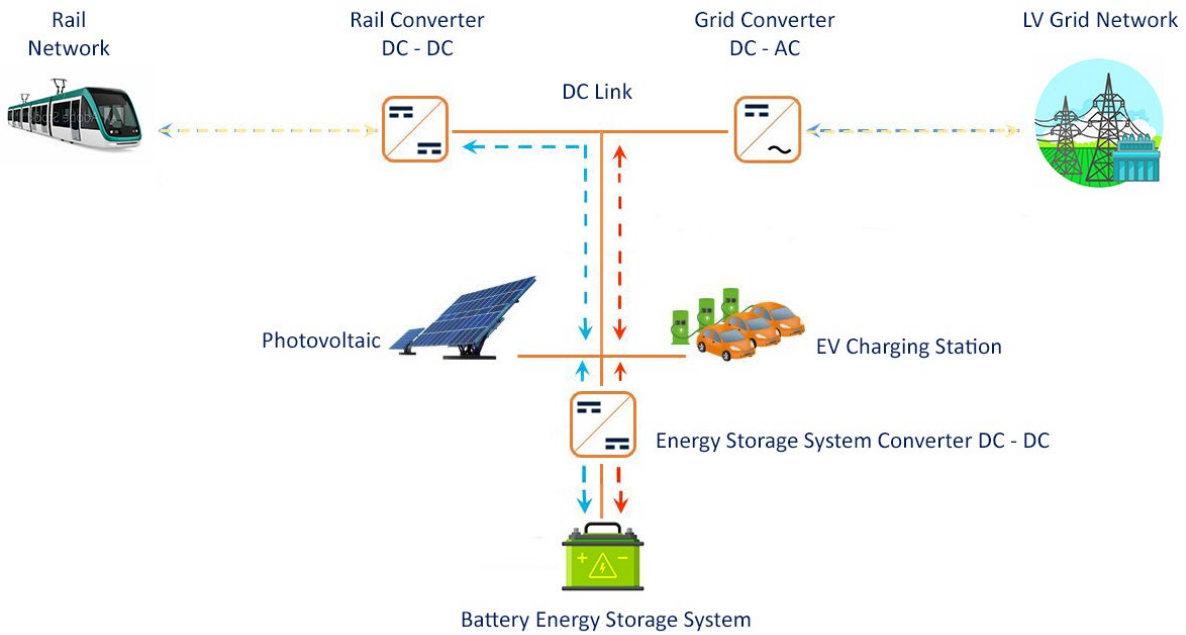 Rail
Network
Rail Converter
DC - DC
Grid Converter
DC - AC
LV Grid Network
DC Link
Photovoltaic
EV Charging Station
Energy Storage System Converter DC - DC
+ -
Battery Energy Storage System